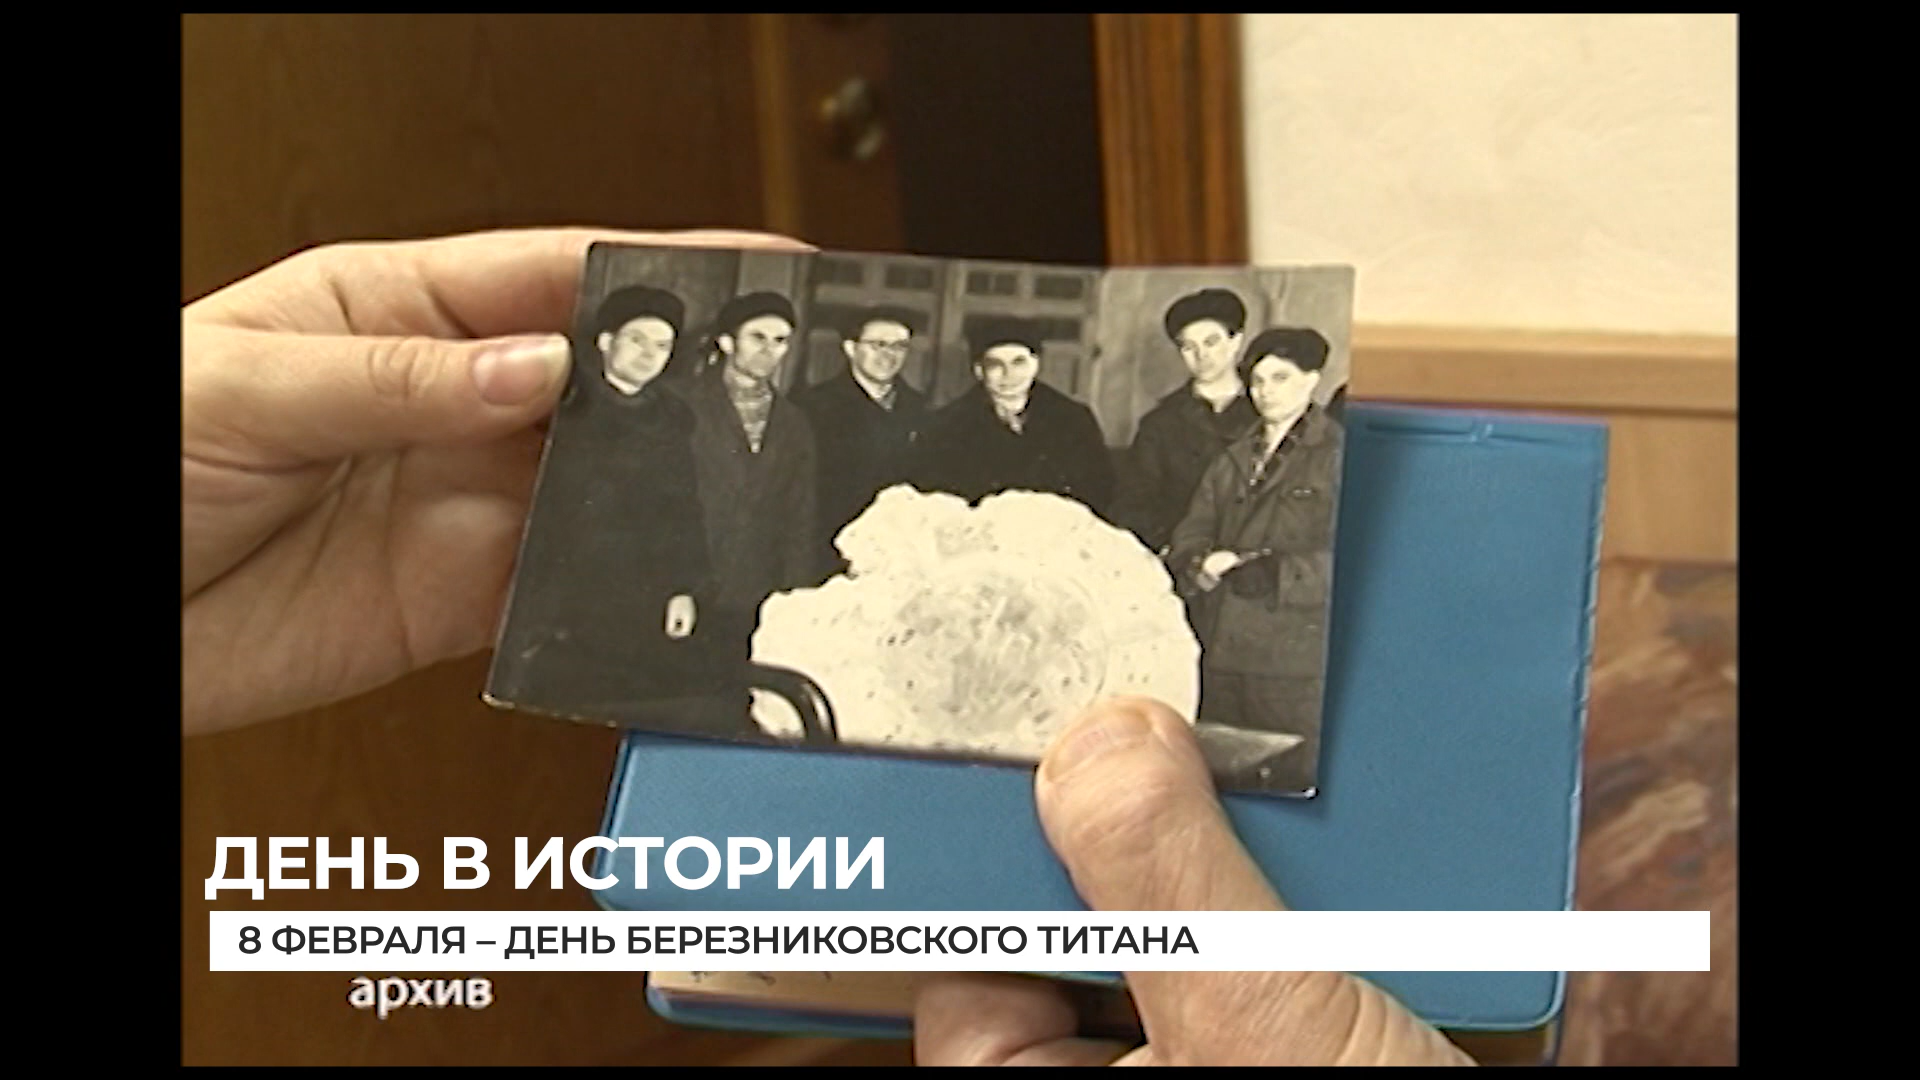 ДЕНЬ В ИСТОРИИ
8 ФЕВРАЛЯ – ДЕНЬ БЕРЕЗНИКОВСКОГО ТИТАНА
архив